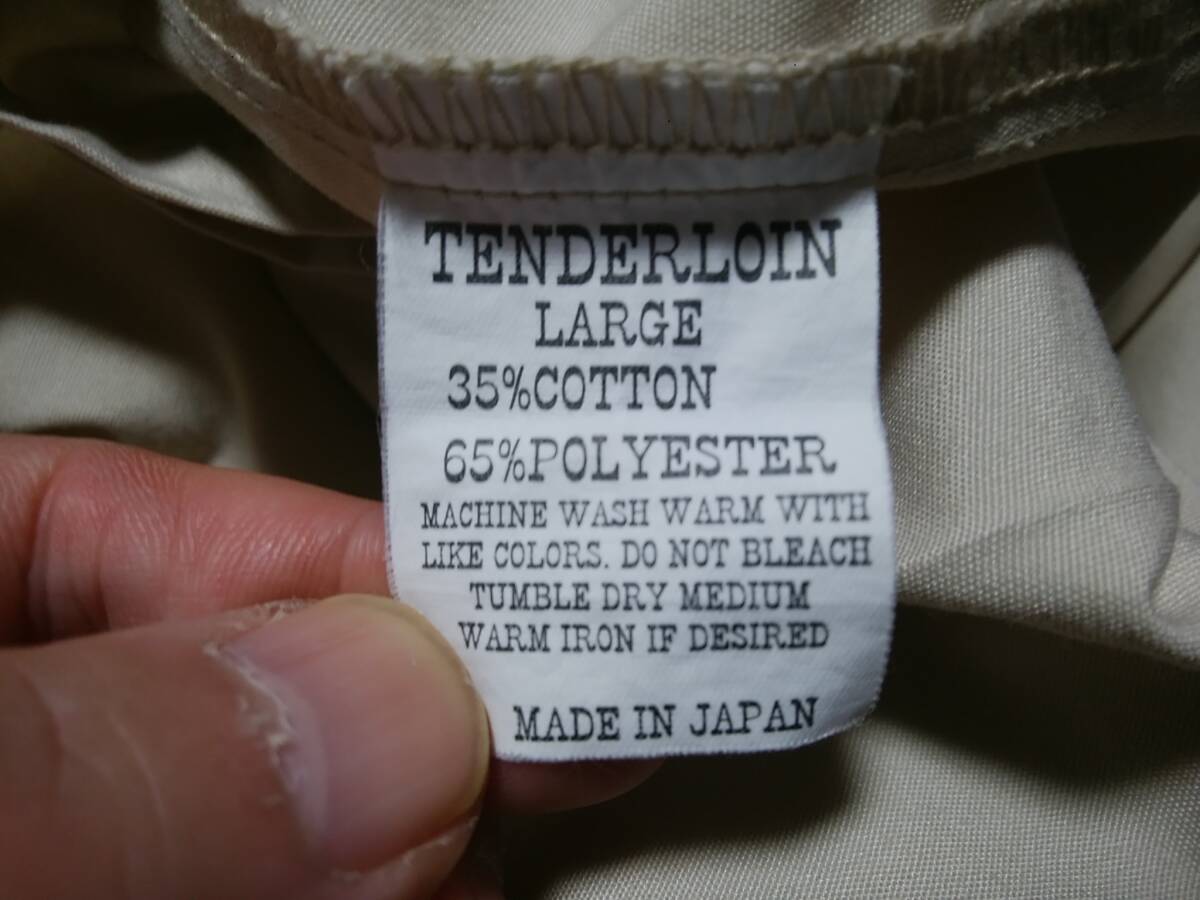 TENDERLOIN
LARGE
35%COTTON
65%POLYESTER
MACHINE WASH WARM WITH
LIKE COLORS. DO NOT BLEACH
TUMBLE DRY MEDIUM
WARM IRON IF DESIRED
MADE IN JAPAN